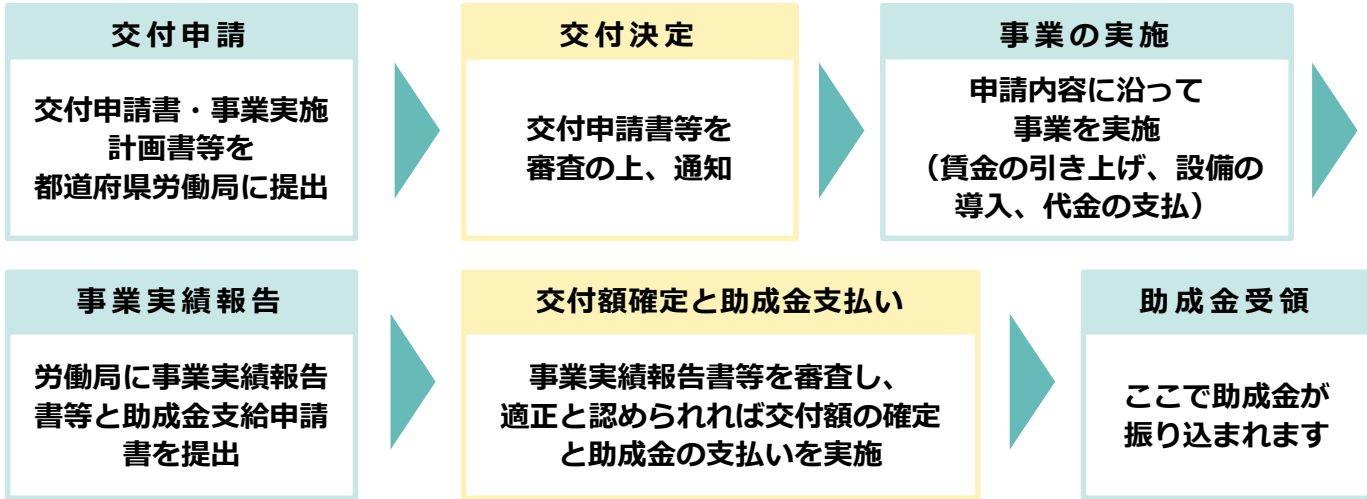 交付申請
交付申請書・事業実施
計画書等を
都道府県労働局に提出
交付決定
交付申請書等を
審査の上、通知
事業の実施
申請内容に沿って
事業を実施
（賃金の引き上げ、設備の
導入、代金の支払）
事業実績報告
労働局に事業実績報告
書等と助成金支給申請
書を提出
交付額確定と助成金支払い
事業実績報告書等を審査し、
適正と認められれば交付額の確定
と助成金の支払いを実施
助成金受領
ここで助成金が
振り込まれます